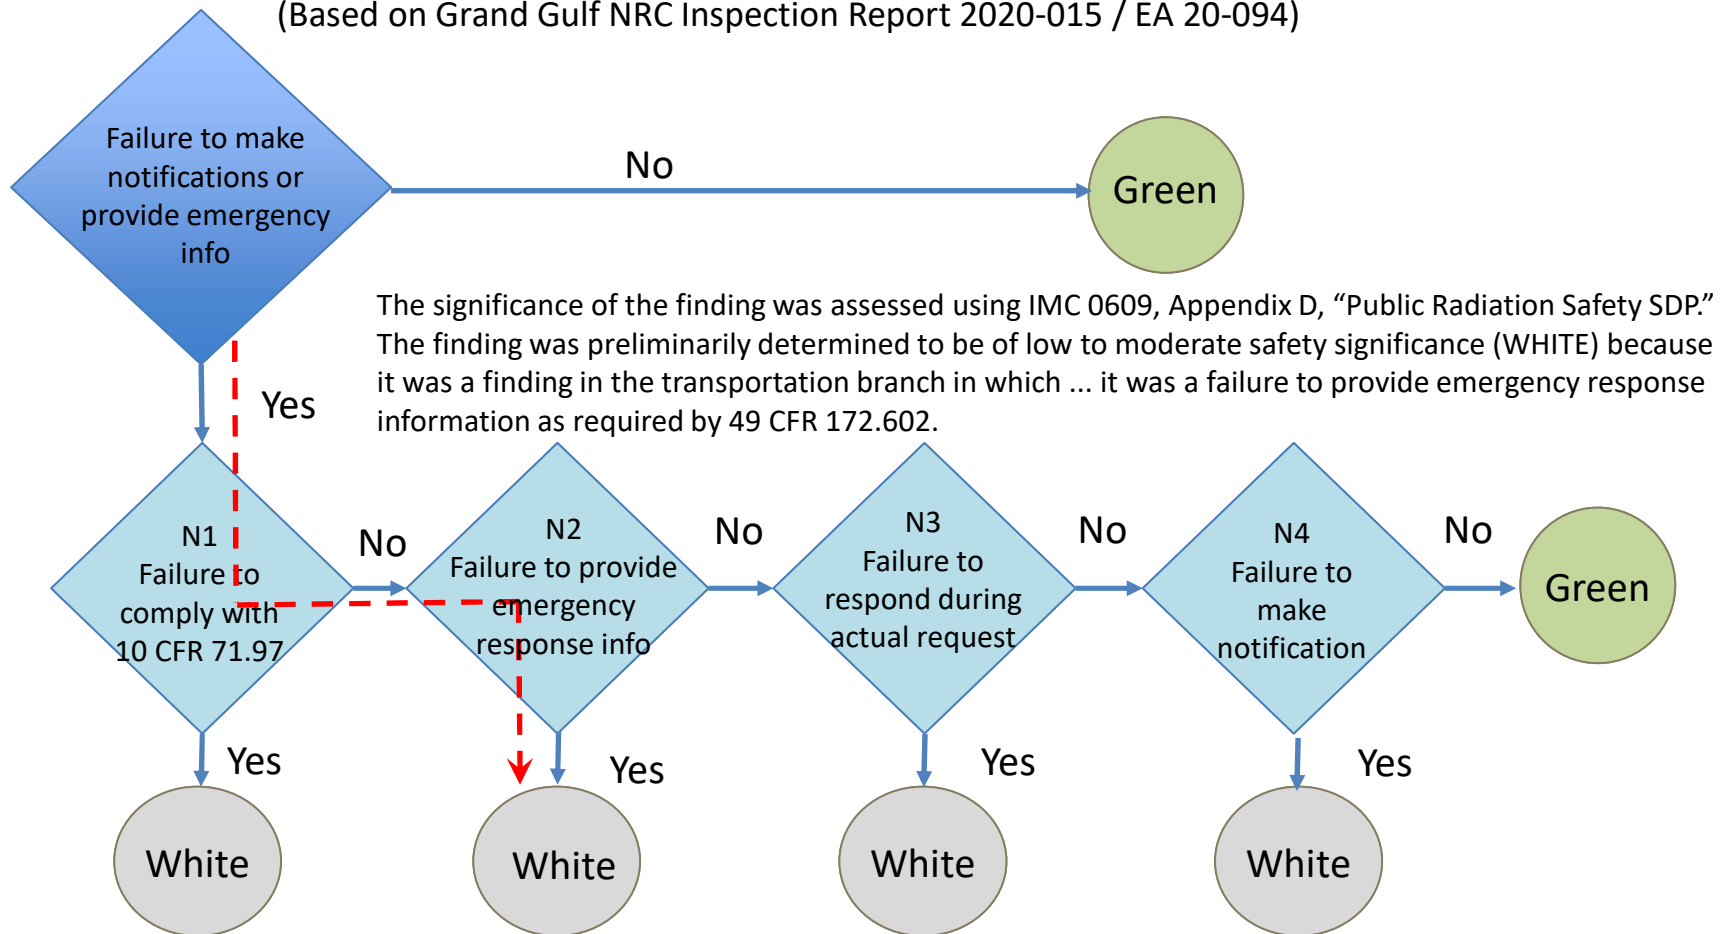 (Based on Grand Gulf NRC Inspection Report 2020-015 / EA 20-094)
Failure to make
notifications or
provide emergency
info
No
Green
The significance of the finding was assessed using IMC 0609, Appendix D, “Public Radiation Safety SDP.”
The finding was preliminarily determined to be of low to moderate safety significance (WHITE) because
it was a finding in the transportation branch in which ... it was a failure to provide emergency response
information as required by 49 CFR 172.602.
Yes
N1
Failure to
comply with
10 CFR 71.97
No
N2
Failure to provide
emergency
response info
No
N3
Failure to
respond during
actual request
No
N4
Failure to
make
notification
No
Green
Yes
Yes
Yes
Yes
White
White
White
White